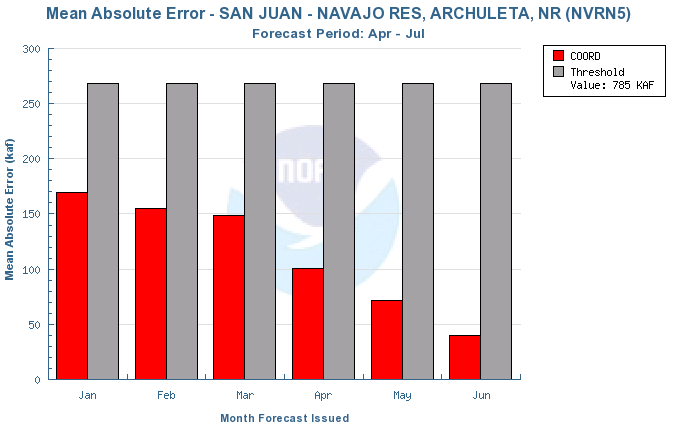 Mean Absolute Error - SAN JUAN - NAVAJO RES, ARCHULETA, NR (NVRN5)
Forecast Period: Apr - Jul
COORD
Threshold
Value: 785 KAF
Mean Absolute Error (kaf)
300
250
200
150
100
50
0
Jan Feb Mar Apr May Jun
Month Forecast Issued